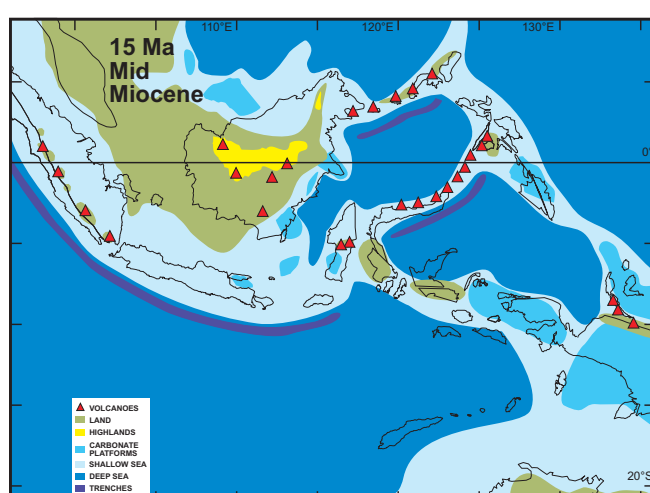 110°E
120°E
130°E
15 Ma
Mid
Miocene
0°
VOLCANOES
LAND
HIGHLANDS
CARBONATE
PLATFORMS
SHALLOW SEA
DEEP SEA
TRENCHES
20°S